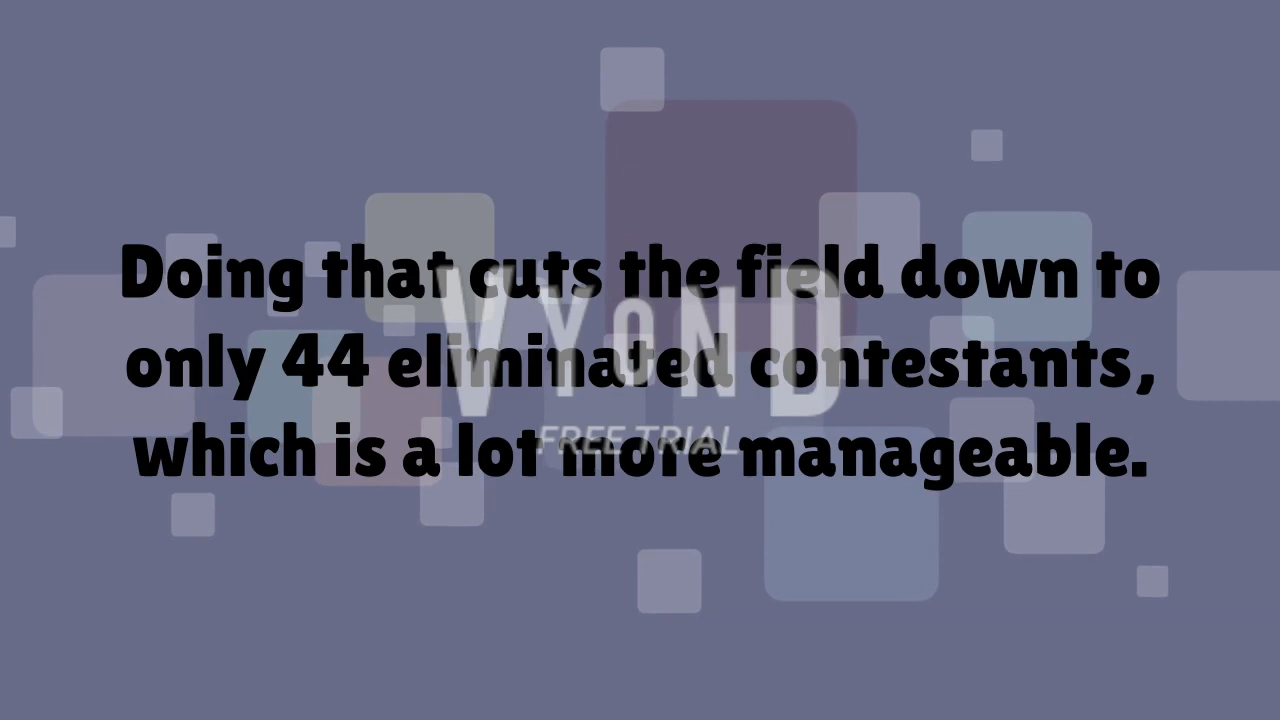 Doing that cuts the field down to
only 44 eliminated contestants,
which is a lot more manageable.
VYOND
FREE TRIAL